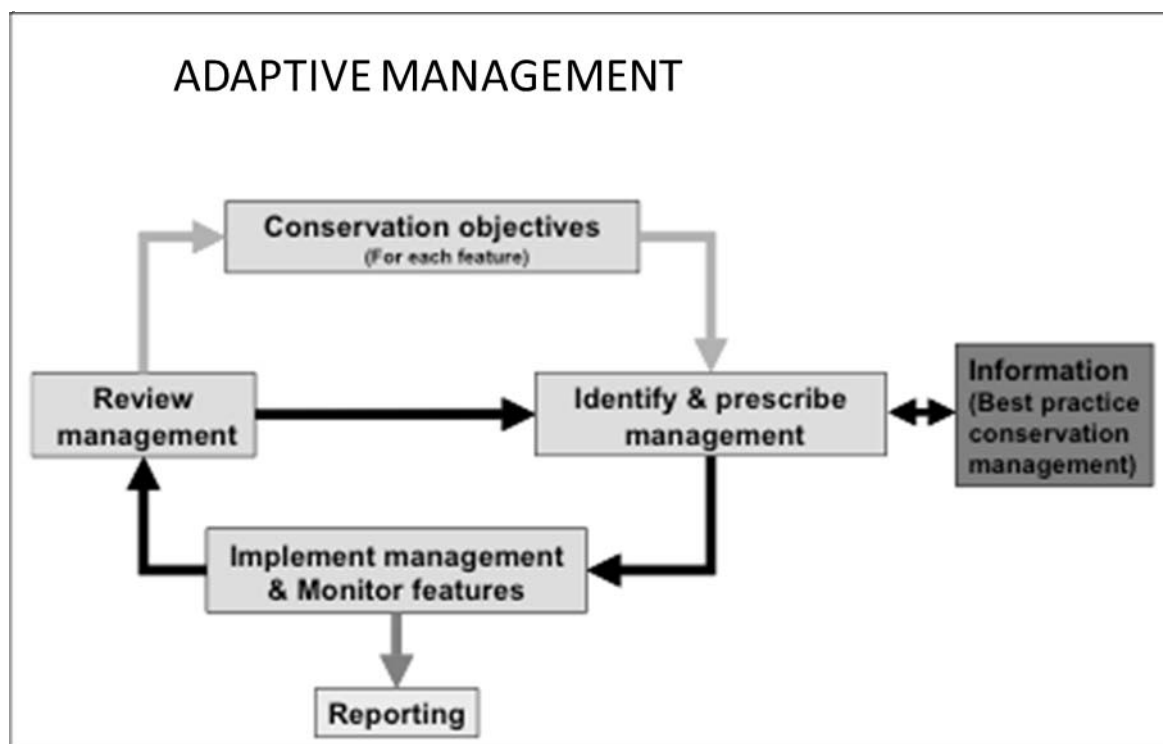 ADAPTIVE MANAGEMENT
Conservation objectives
(For each feature)
Review
management
Identify & prescribe
management
Information
(Best practice
conservation
management)
Implement management
& Monitor features
Reporting